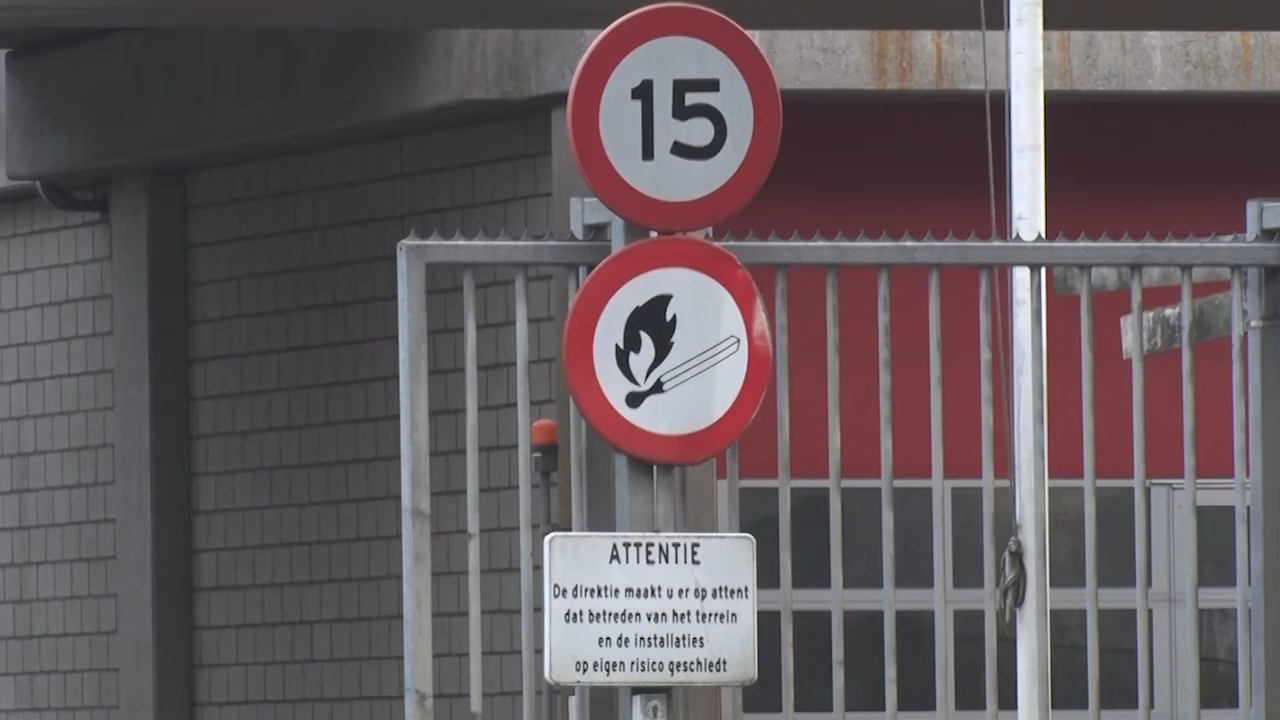 15
ATTENTIE
De direktie maakt u er op attent
dat betreden van het terrein
en de installaties
op eigen risico geschiedt